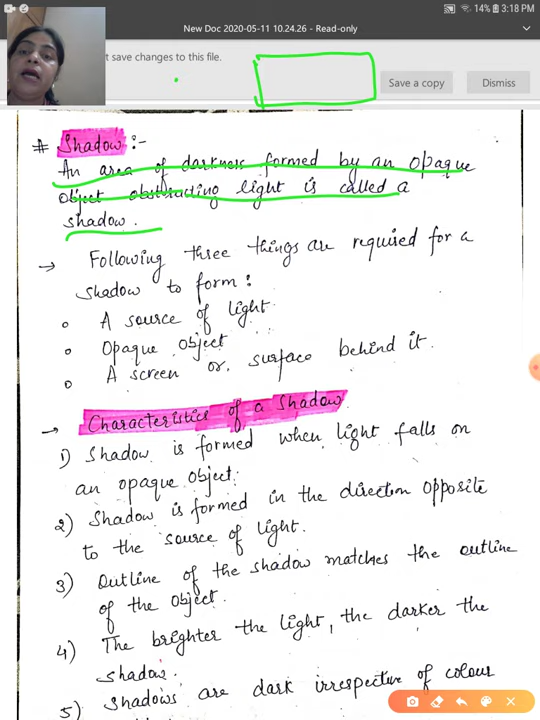 14% 3:18 PM
New Doc 2020-05-11 10.24.26 - Read-only
t save changes to this file.
Save a copy
Dismiss
# Shadow :-
An area of darkness formed by an opaque
object obstructing light is called a
shadow.
→ Following three things are required for a
shadow to form:
o A source of light
o Opaque object
o A screen or surface behind it.
→ Characteristics of a Shadow
1) Shadow is formed when light falls on
an opaque object.
2) Shadow is formed in the direction opposite
to the source of light.
3) Outline of the shadow matches the outline
of the object.
4) The brighter the light, the darker the
shadow.
5) Shadows are dark irrespective of colour